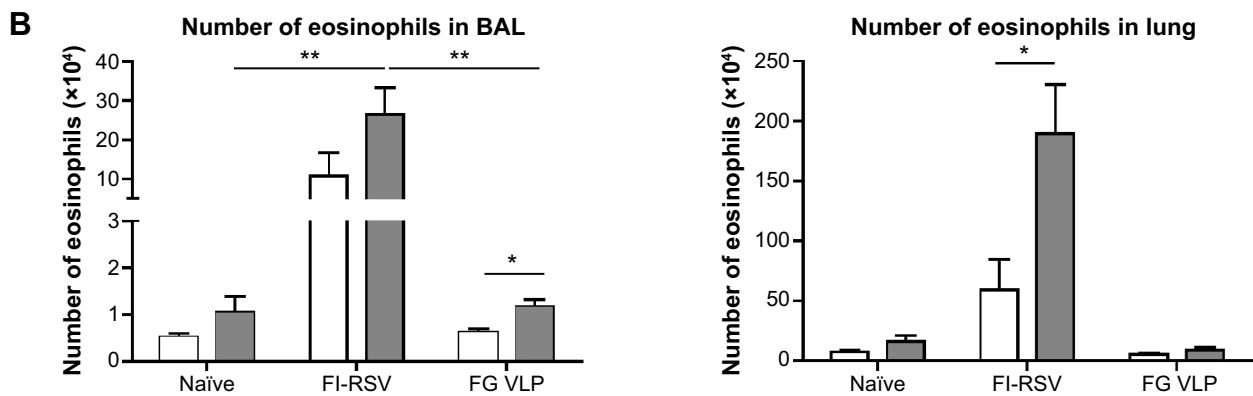 B
Number of eosinophils in BAL
Number of eosinophils (×10⁴)
40
30
20
10
3
2
1
0
** **
*
Naïve FI-RSV FG VLP
Number of eosinophils in lung
Number of eosinophils (×10⁴)
250
200
150
100
50
0
*
Naïve FI-RSV FG VLP